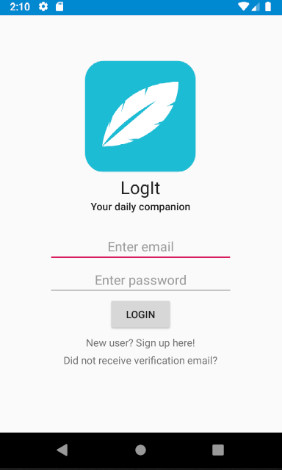 2:10
LogIt
Your daily companion
Enter email
Enter password
LOGIN
New user? Sign up here!
Did not receive verification email?